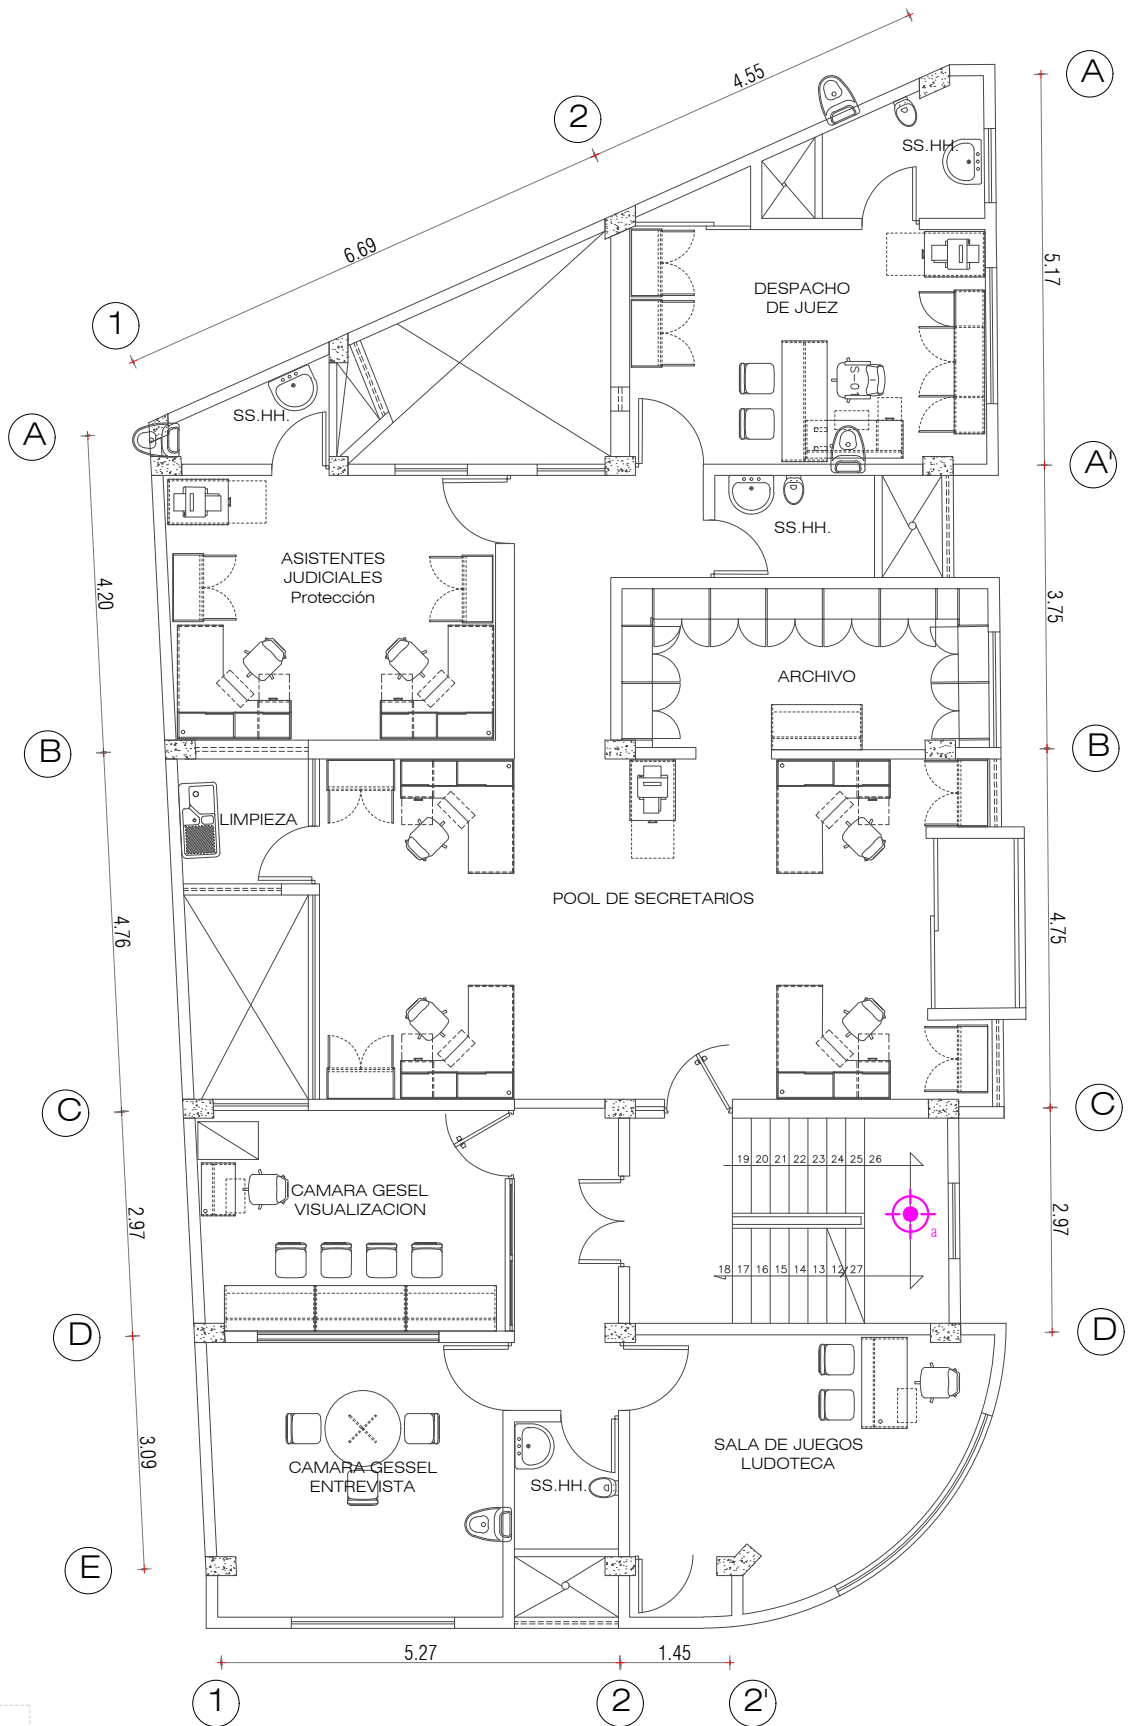 A
4.55
2
SS.HH.
6.69
5.17
DESPACHO
DE JUEZ
1
SS.HH.
A
A'
SS.HH.
ASISTENTES
JUDICIALES
Protección
4.20
3.75
ARCHIVO
B
B
LIMPIEZA
POOL DE SECRETARIOS
4.76
4.75
C
C
19 20 21 22 23 24 25 26
CAMARA GESEL
VISUALIZACION
2.97
2.97
a
18 17 16 15 14 13 12 27
D
D
SALA DE JUEGOS
LUDOTECA
3.09
CAMARA GESSEL
ENTREVISTA
SS.HH.
E
5.27
1.45
1
2
2'